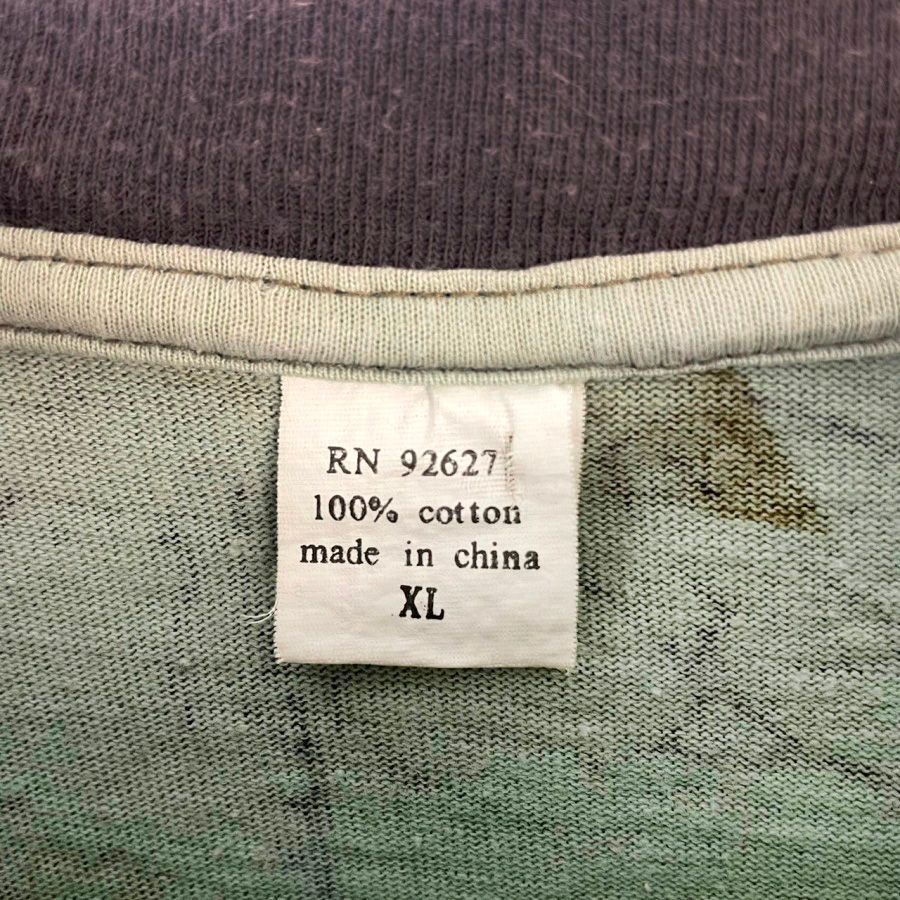 RN 92627
100% cotton
made in china
XL